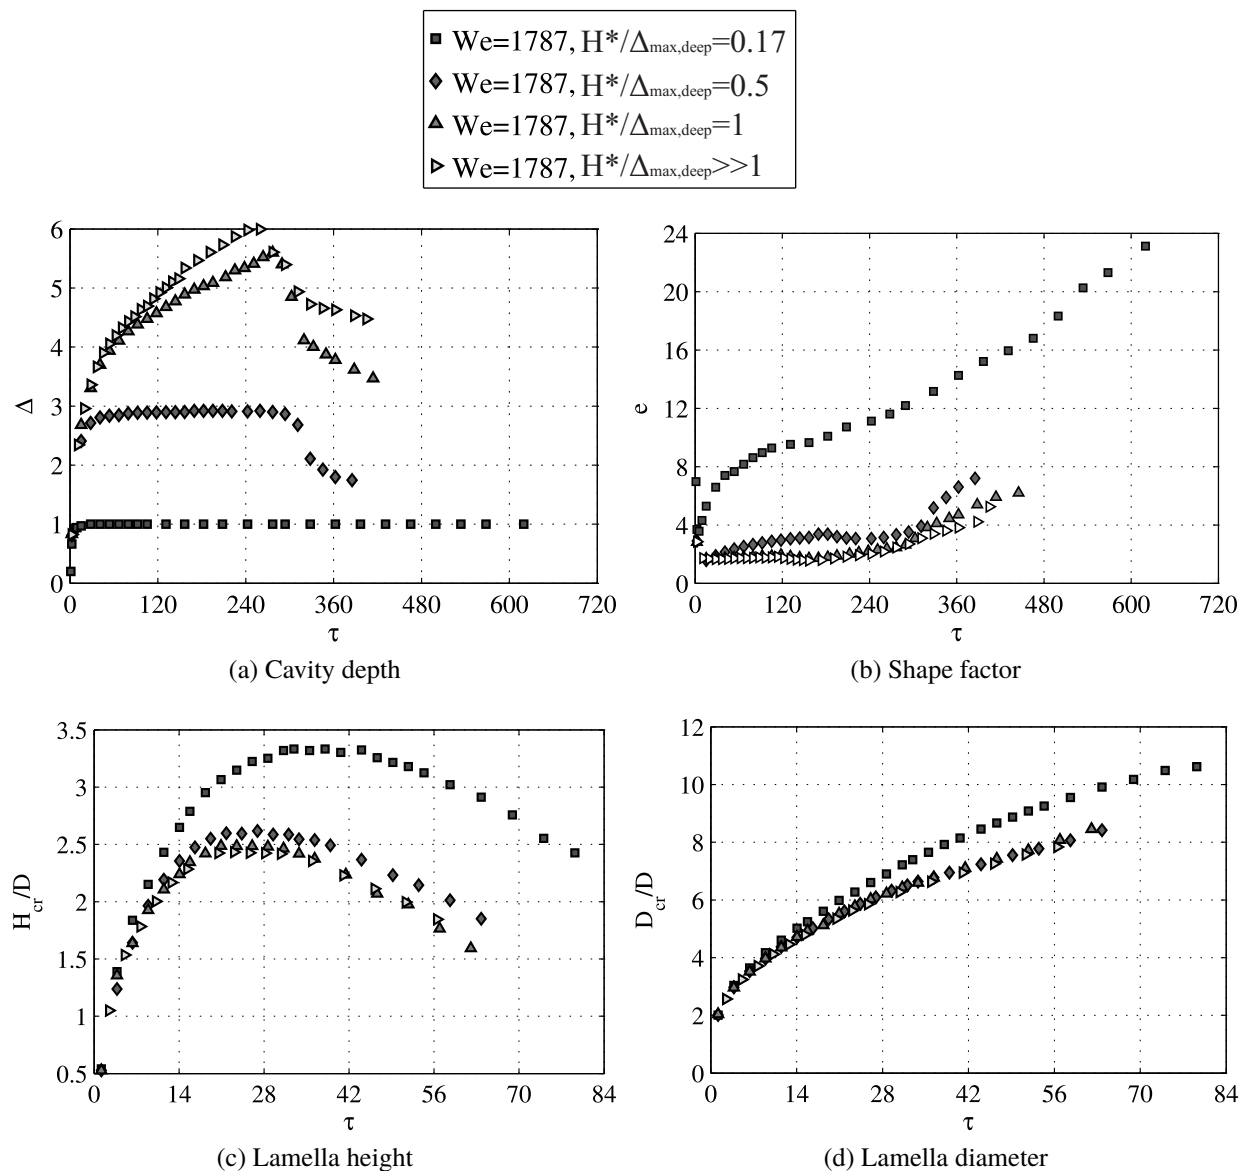 We=1787, H*/Δmax,deep=0.17
We=1787, H*/Δmax,deep=0.5
We=1787, H*/Δmax,deep=1
We=1787, H*/Δmax,deep>>1
6
5
4
3
2
1
0
Δ
0 120 240 360 480 600 720
τ
(a) Cavity depth
24
20
16
12
8
4
0
e
0 120 240 360 480 600 720
τ
(b) Shape factor
3.5
3
2.5
2
1.5
1
0.5
H_cr/D
0 14 28 42 56 70 84
τ
(c) Lamella height
12
10
8
6
4
2
0
D_cr/D
0 14 28 42 56 70 84
τ
(d) Lamella diameter